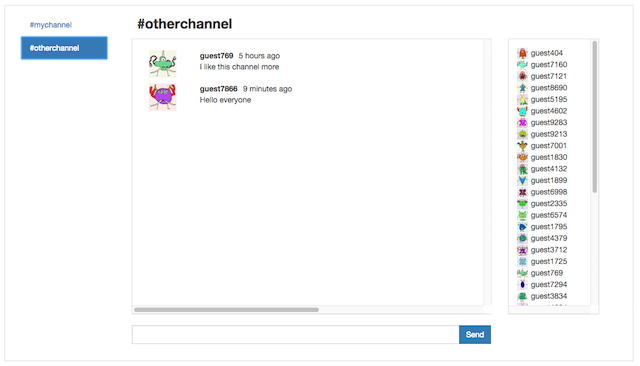 #mychannel
#otherchannel
#otherchannel
guest769 5 hours ago
I like this channel more
guest7866 9 minutes ago
Hello everyone
Send
guest404
guest7160
guest7121
guest8690
guest5195
guest4602
guest9283
guest9213
guest7001
guest1830
guest4132
guest1899
guest6998
guest2335
guest6574
guest1795
guest4379
guest3712
guest1725
guest769
guest7294
guest3834